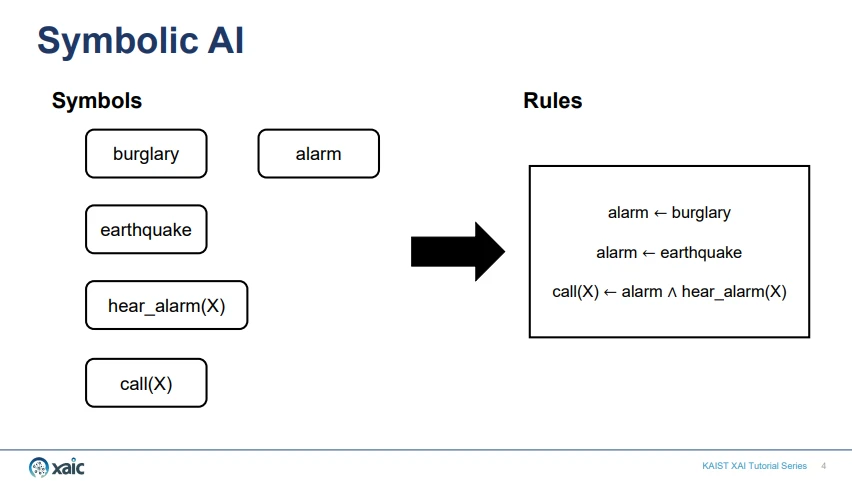 Symbolic AI
Symbols
burglary
alarm
earthquake
hear_alarm(X)
call(X)
Rules
alarm ← burglary
alarm ← earthquake
call(X) ← alarm ∧ hear_alarm(X)
xaic
KAIST XAI Tutorial Series
4